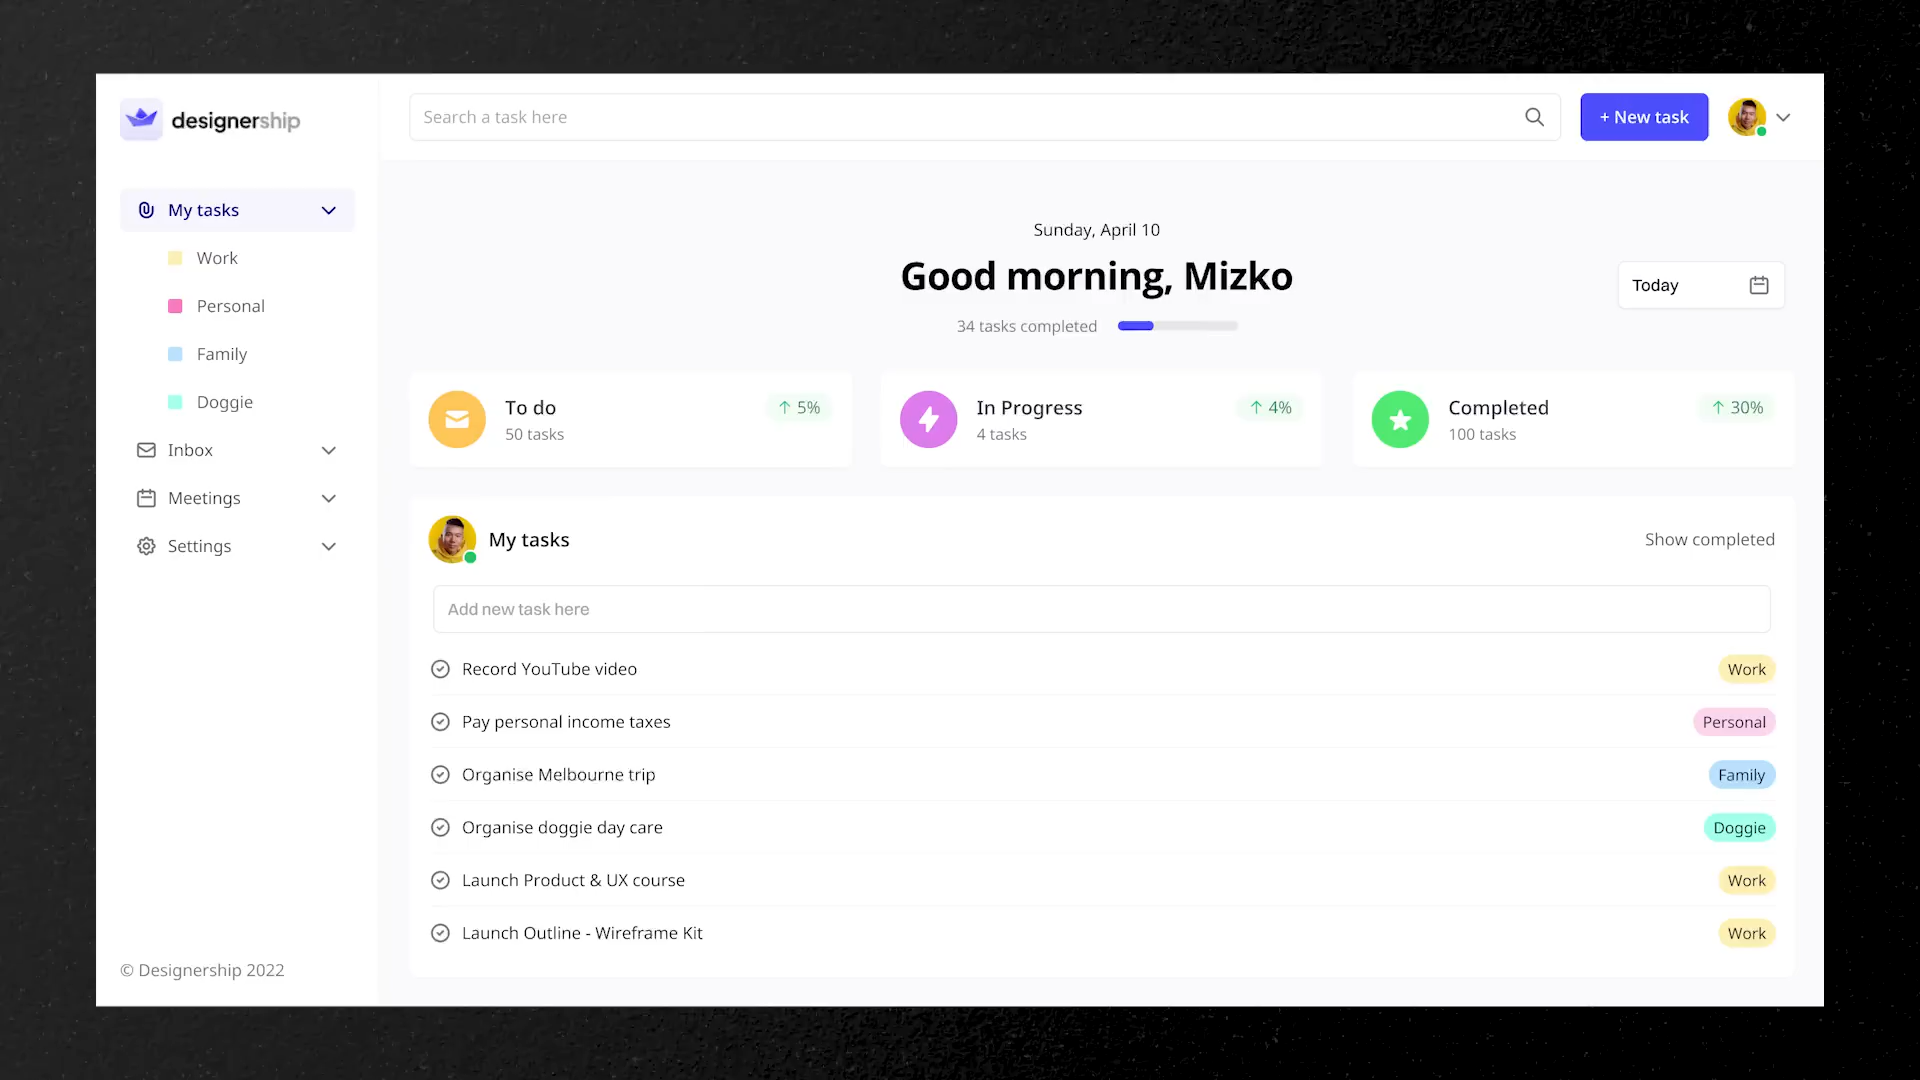 designership
Search a task here
+ New task
My tasks
Work
Personal
Family
Doggie
Inbox
Meetings
Settings
© Designership 2022
Sunday, April 10
Good morning, Mizko
34 tasks completed
Today
To do
50 tasks
↑ 5%
In Progress
4 tasks
↑ 4%
Completed
100 tasks
↑ 30%
My tasks
Show completed
Add new task here
Record YouTube video
Work
Pay personal income taxes
Personal
Organise Melbourne trip
Family
Organise doggie day care
Doggie
Launch Product & UX course
Work
Launch Outline - Wireframe Kit
Work